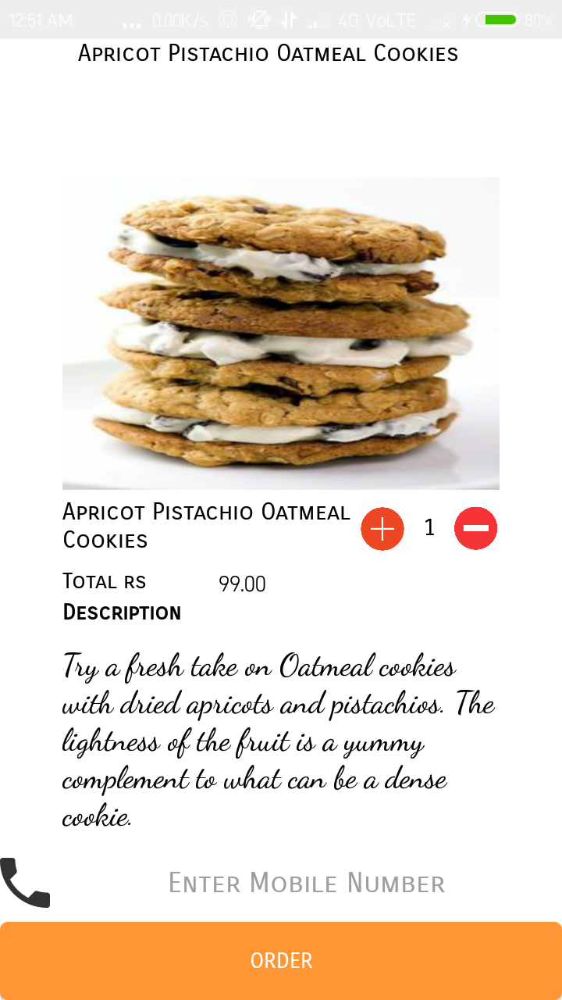 12:51 AM ... 0.00K/s 4G VoLTE 80%
Apricot Pistachio Oatmeal Cookies
Apricot Pistachio Oatmeal
Cookies
1
Total rs 99.00
Description
Try a fresh take on Oatmeal cookies
with dried apricots and pistachios. The
lightness of the fruit is a yummy
complement to what can be a dense
cookie.
Enter Mobile Number
ORDER